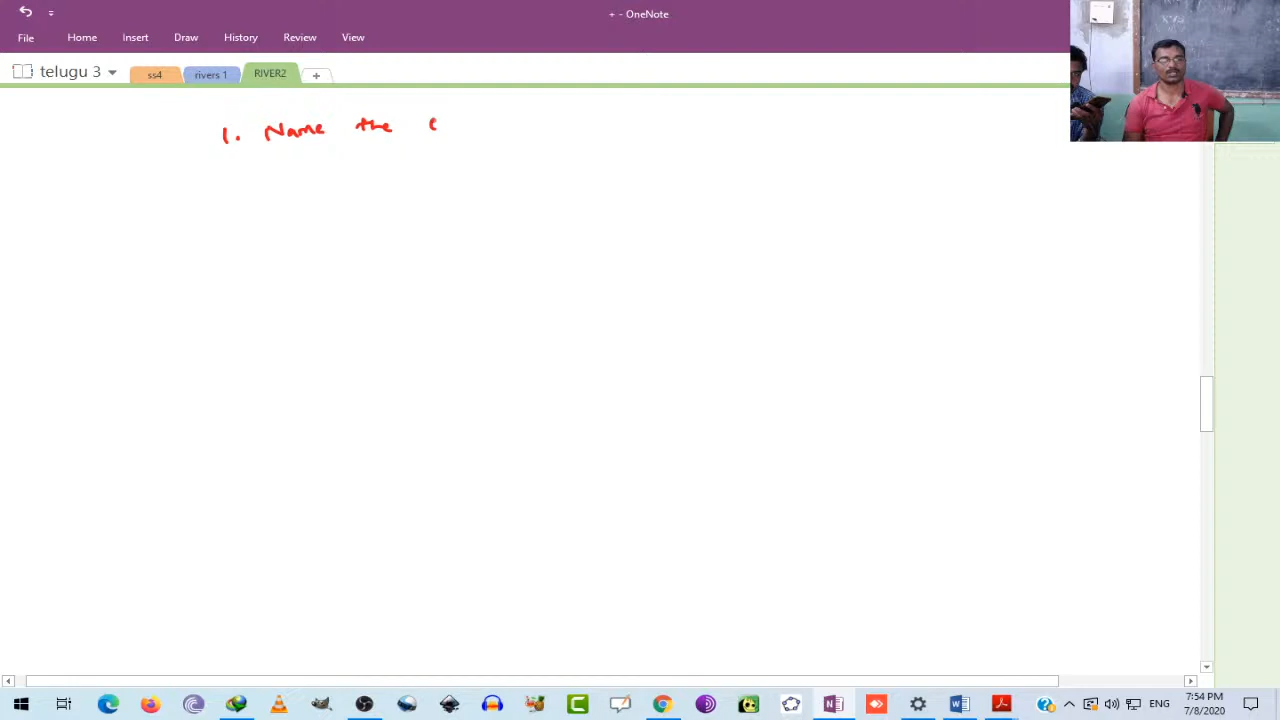 + - OneNote
File Home Insert Draw History Review View
telugu 3 ss4 rivers 1 RIVER2 +
1. Name the
ENG
7:54 PM
7/8/2020